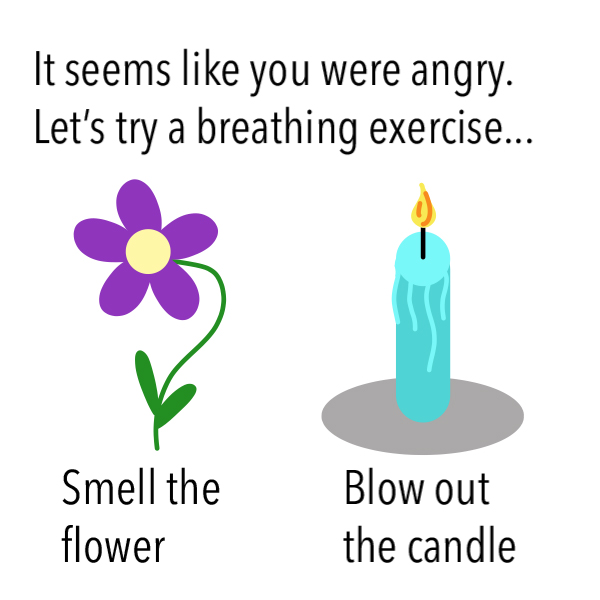 It seems like you were angry.
Let's try a breathing exercise...
Smell the
flower
Blow out
the candle